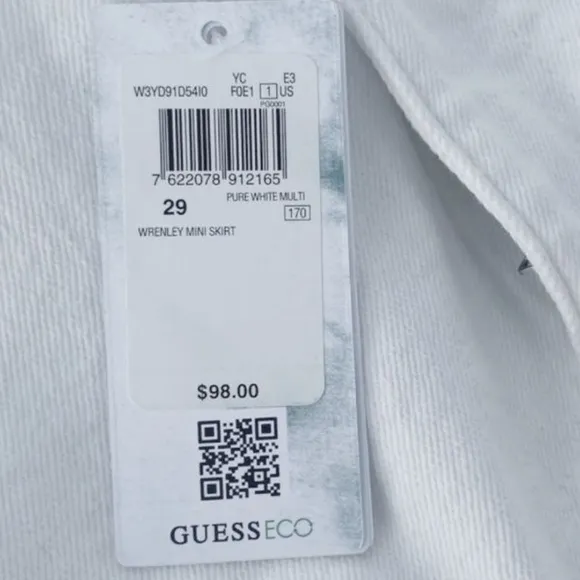 YC E3
W3YD91D54I0 F0E1 1 US
PG0001
7 622078 912165
29 PURE WHITE MULTI
170
WRENLEY MINI SKIRT
$98.00
GUESSECO